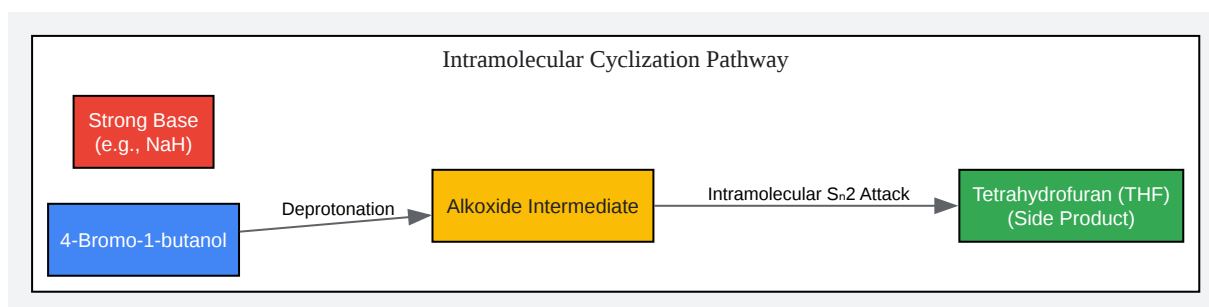 Intramolecular Cyclization Pathway
Strong Base
(e.g., NaH)
4-Bromo-1-butanol
Deprotonation
Alkoxide Intermediate
Intramolecular Sₙ2 Attack
Tetrahydrofuran (THF)
(Side Product)